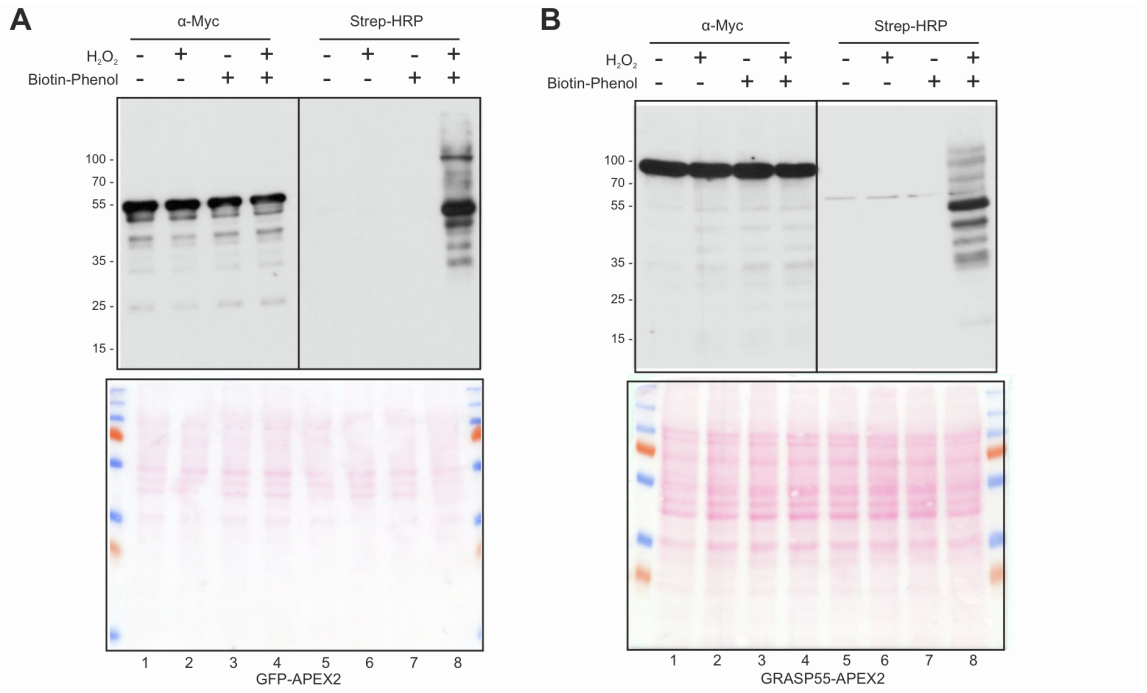 A
α-Myc Strep-HRP
H₂O₂ - + - + - + - +
Biotin-Phenol - - + + - - + +
100 -
70 -
55 -
35 -
25 -
15 -
1 2 3 4 5 6 7 8
GFP-APEX2
B
α-Myc Strep-HRP
H₂O₂ - + - + - + - +
Biotin-Phenol - - + + - - + +
100 -
70 -
55 -
35 -
25 -
15 -
1 2 3 4 5 6 7 8
GRASP55-APEX2